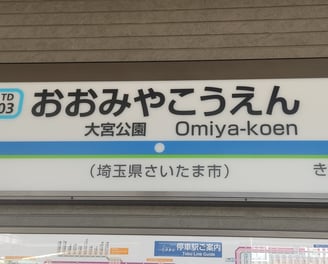 TD
03
おおみやこうえん
大宮公園 Omiya-koen
(埼玉県さいたま市)
き
停車駅ご案内